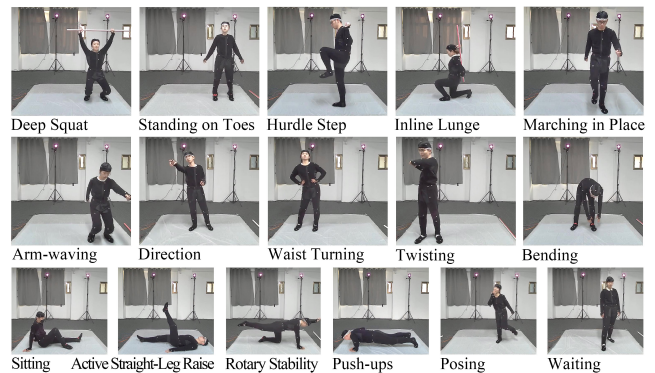 Deep Squat Standing on Toes Hurdle Step Inline Lunge Marching in Place
Arm-waving Direction Waist Turning Twisting Bending
Sitting Active Straight-Leg Raise Rotary Stability Push-ups Posing Waiting